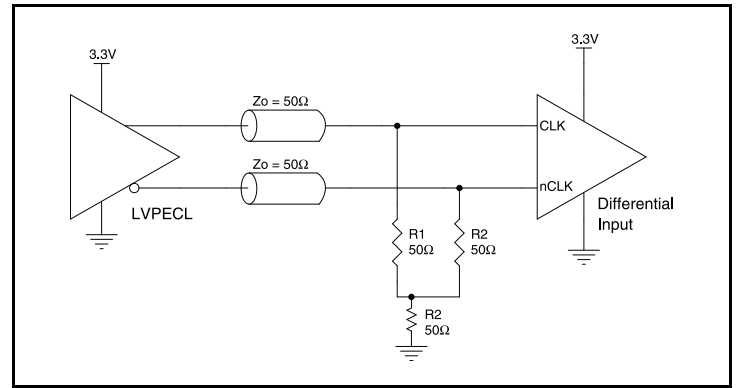 3.3V
3.3V
Zo = 50Ω
CLK
Zo = 50Ω
nCLK
LVPECL
Differential
Input
R1
50Ω
R2
50Ω
R2
50Ω